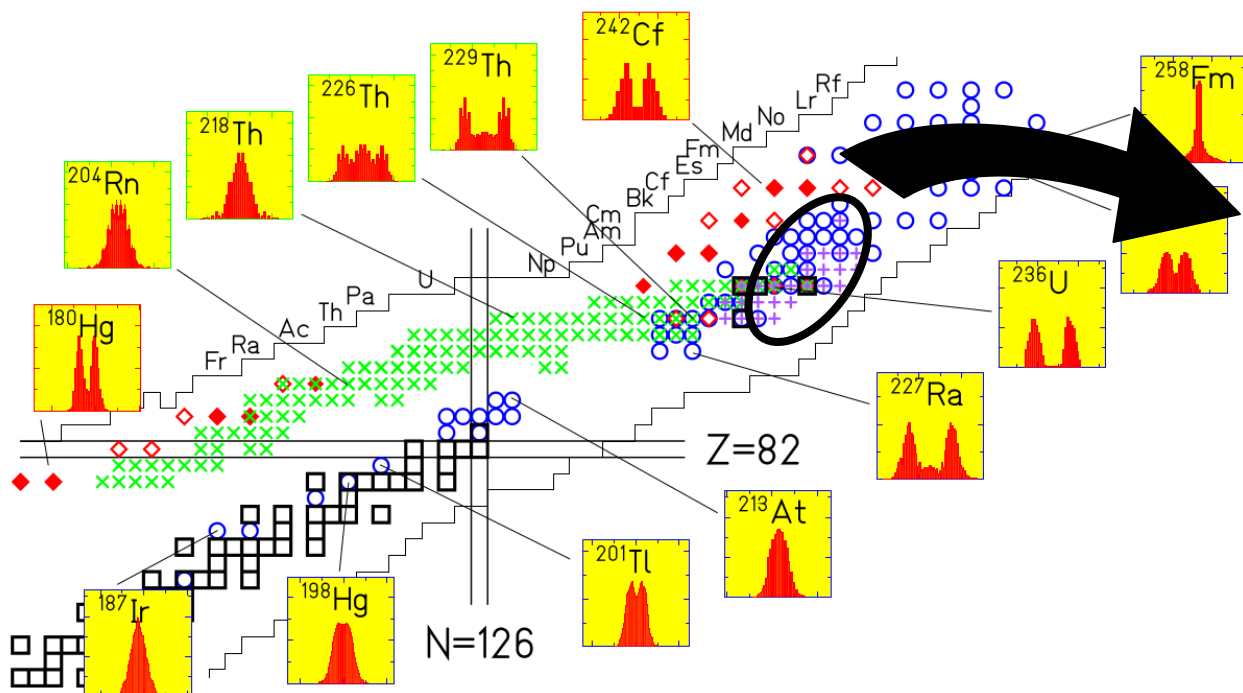 242Cf
229Th
226Th
218Th
204Rn
180Hg
258Fm
236U
227Ra
213At
201Tl
198Hg
187Ir
Rf
Lr
No
Md
Fm
Es
Cf
Bk
Cm
Am
Pu
Np
U
Pa
Th
Ac
Ra
Fr
Z=82
N=126